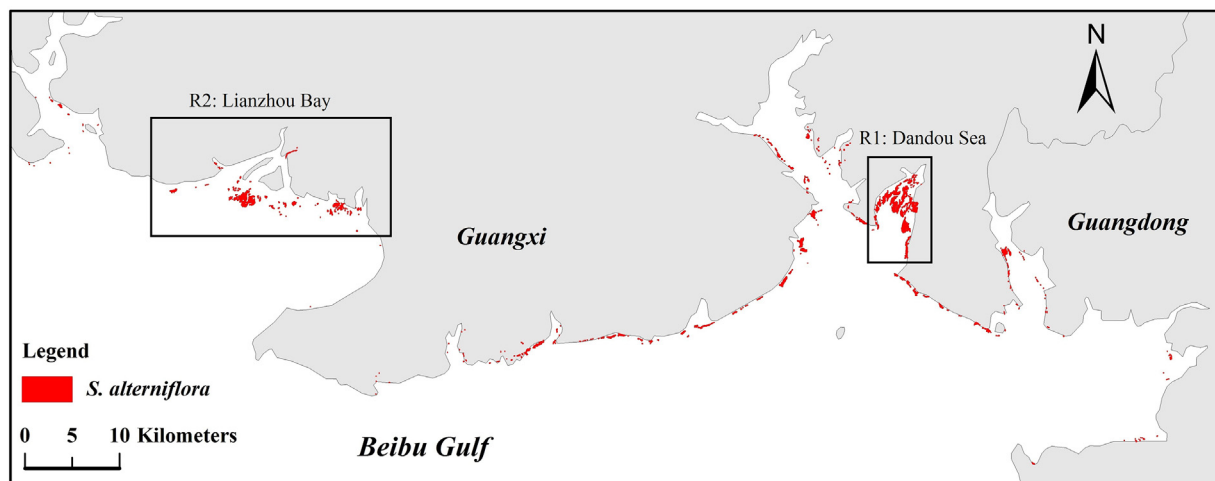 N
R2: Lianzhou Bay
R1: Dandou Sea
Guangxi
Guangdong
Legend
S. alterniflora
0 5 10 Kilometers
Beibu Gulf